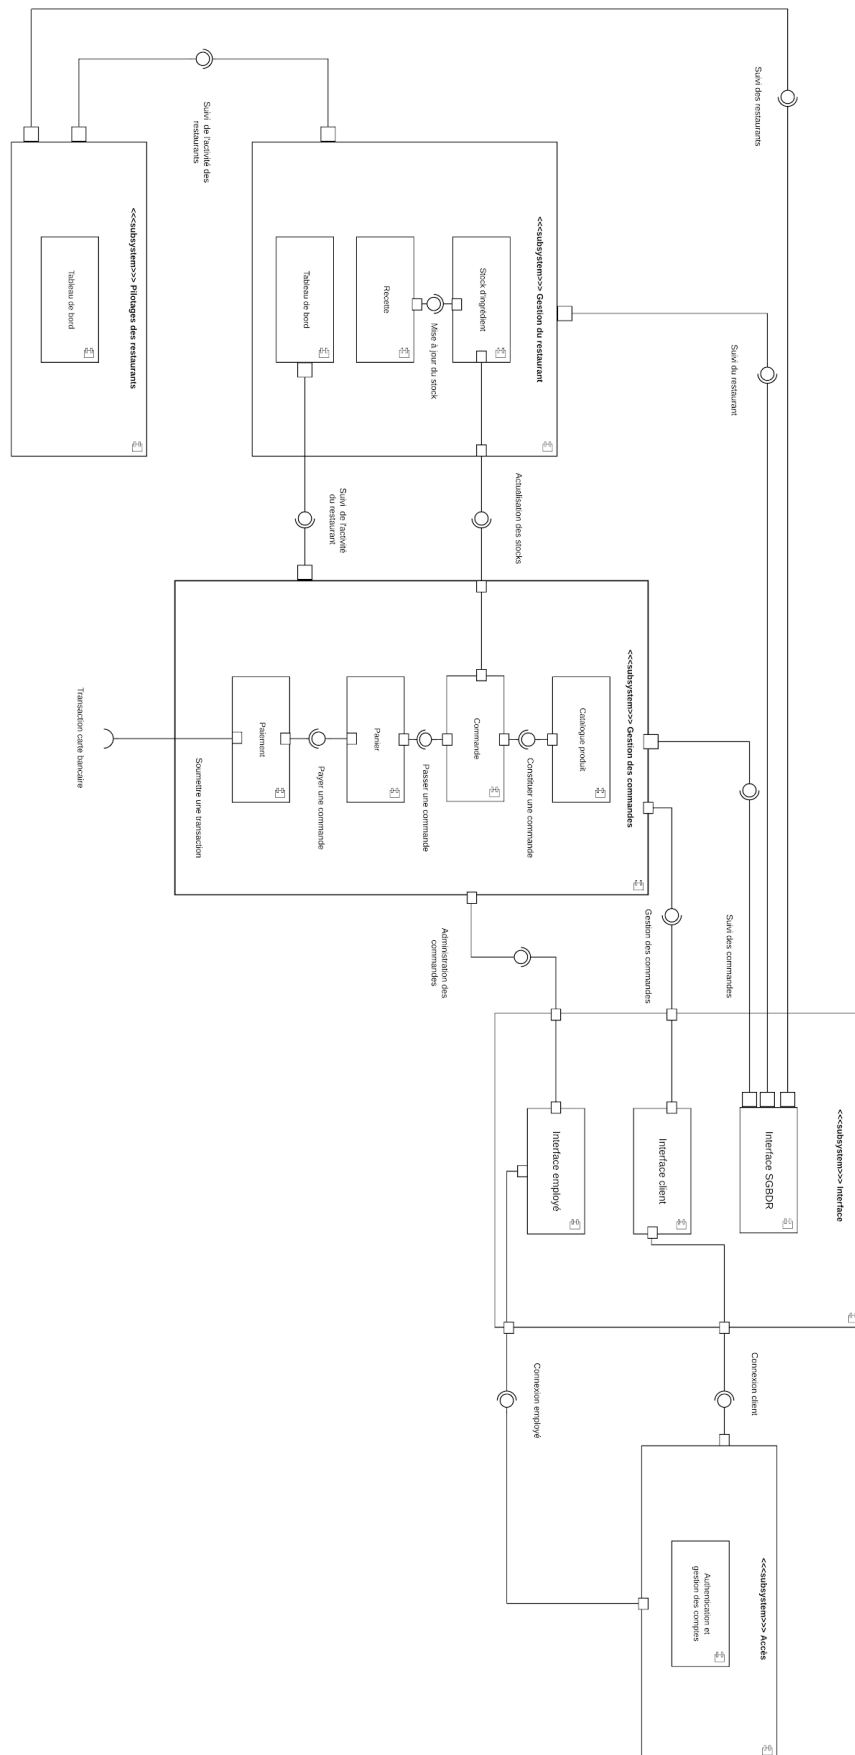 Suivi des restaurants
Suivi du restaurant
Suivi des commandes
<<<subsystem>>> Interface
Interface SGBDR
Interface client
Interface employé
Connexion client
Connexion employé
<<<subsystem>>> Accès
Authentication et
gestion des comptes
Gestion des commandes
Administration des
commandes
<<<subsystem>>> Gestion des commandes
Catalogue produit
Constituer une commande
Commande
Passer une commande
Panier
Payer une commande
Paiement
Soumettre une transaction
Transaction carte bancaire
<<<subsystem>>> Gestion du restaurant
Stock d'ingrédient
Mise à jour du stock
Recette
Tableau de bord
Actualisation des stocks
Suivi de l'activité
du restaurant
Suivi de l'activité des
restaurants
<<<subsystem>>> Pilotages des restaurants
Tableau de bord